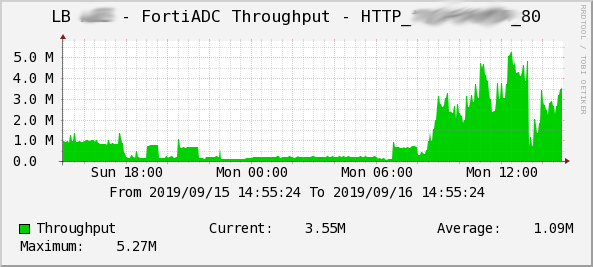 LB - FortiADC Throughput - HTTP_ _80
RRDTOOL / TOBI OETIKER
5.0 M
4.0 M
3.0 M
2.0 M
1.0 M
0.0
Sun 18:00 Mon 00:00 Mon 06:00 Mon 12:00
From 2019/09/15 14:55:24 To 2019/09/16 14:55:24
Throughput Current: 3.55M Average: 1.09M
Maximum: 5.27M